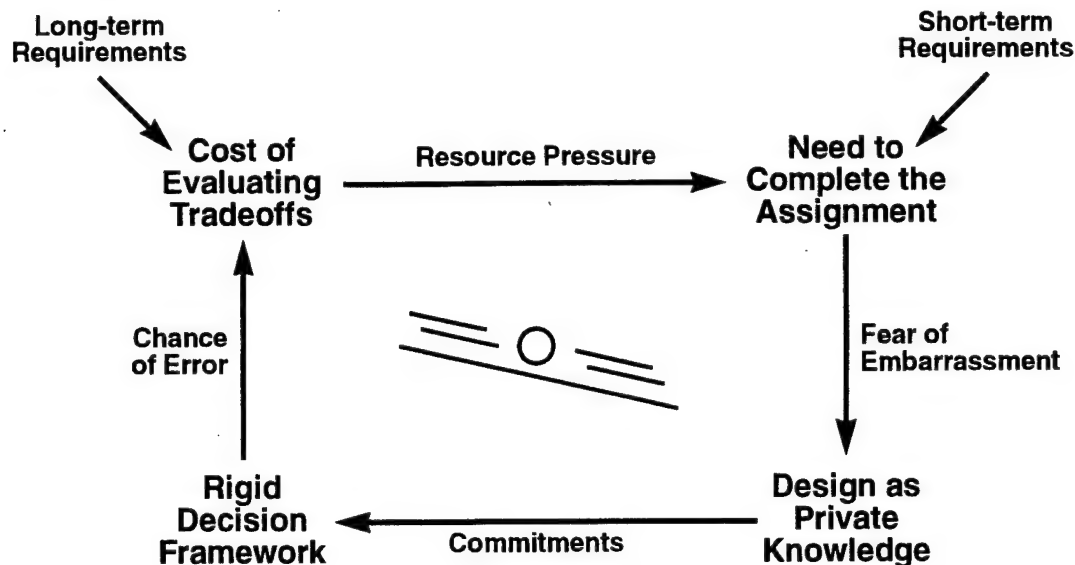 Long-term
Requirements
Short-term
Requirements
Cost of
Evaluating
Tradeoffs
Resource Pressure
Need to
Complete the
Assignment
Chance
of Error
Fear of
Embarrassment
Rigid
Decision
Framework
Commitments
Design as
Private
Knowledge